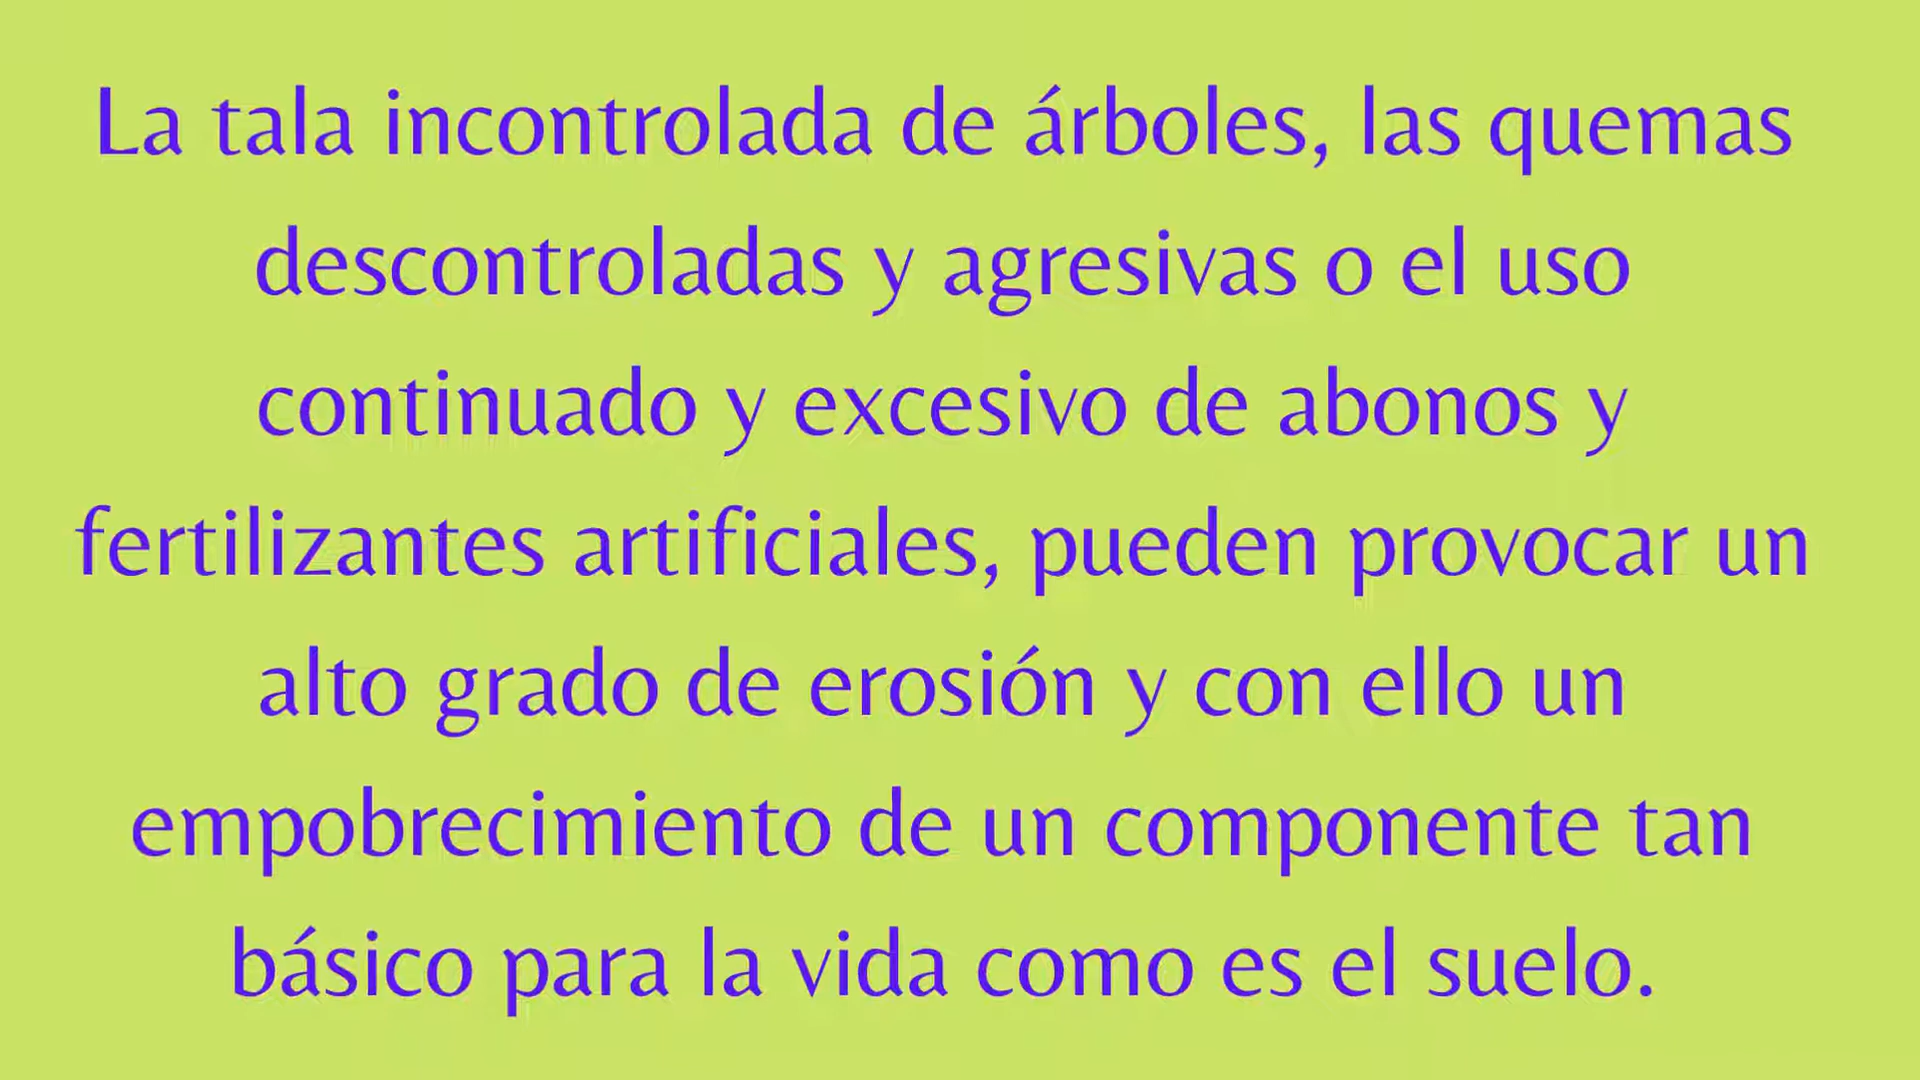 La tala incontrolada de árboles, las quemas
descontroladas y agresivas o el uso
continuado y excesivo de abonos y
fertilizantes artificiales, pueden provocar un
alto grado de erosión y con ello un
empobrecimiento de un componente tan
básico para la vida como es el suelo.